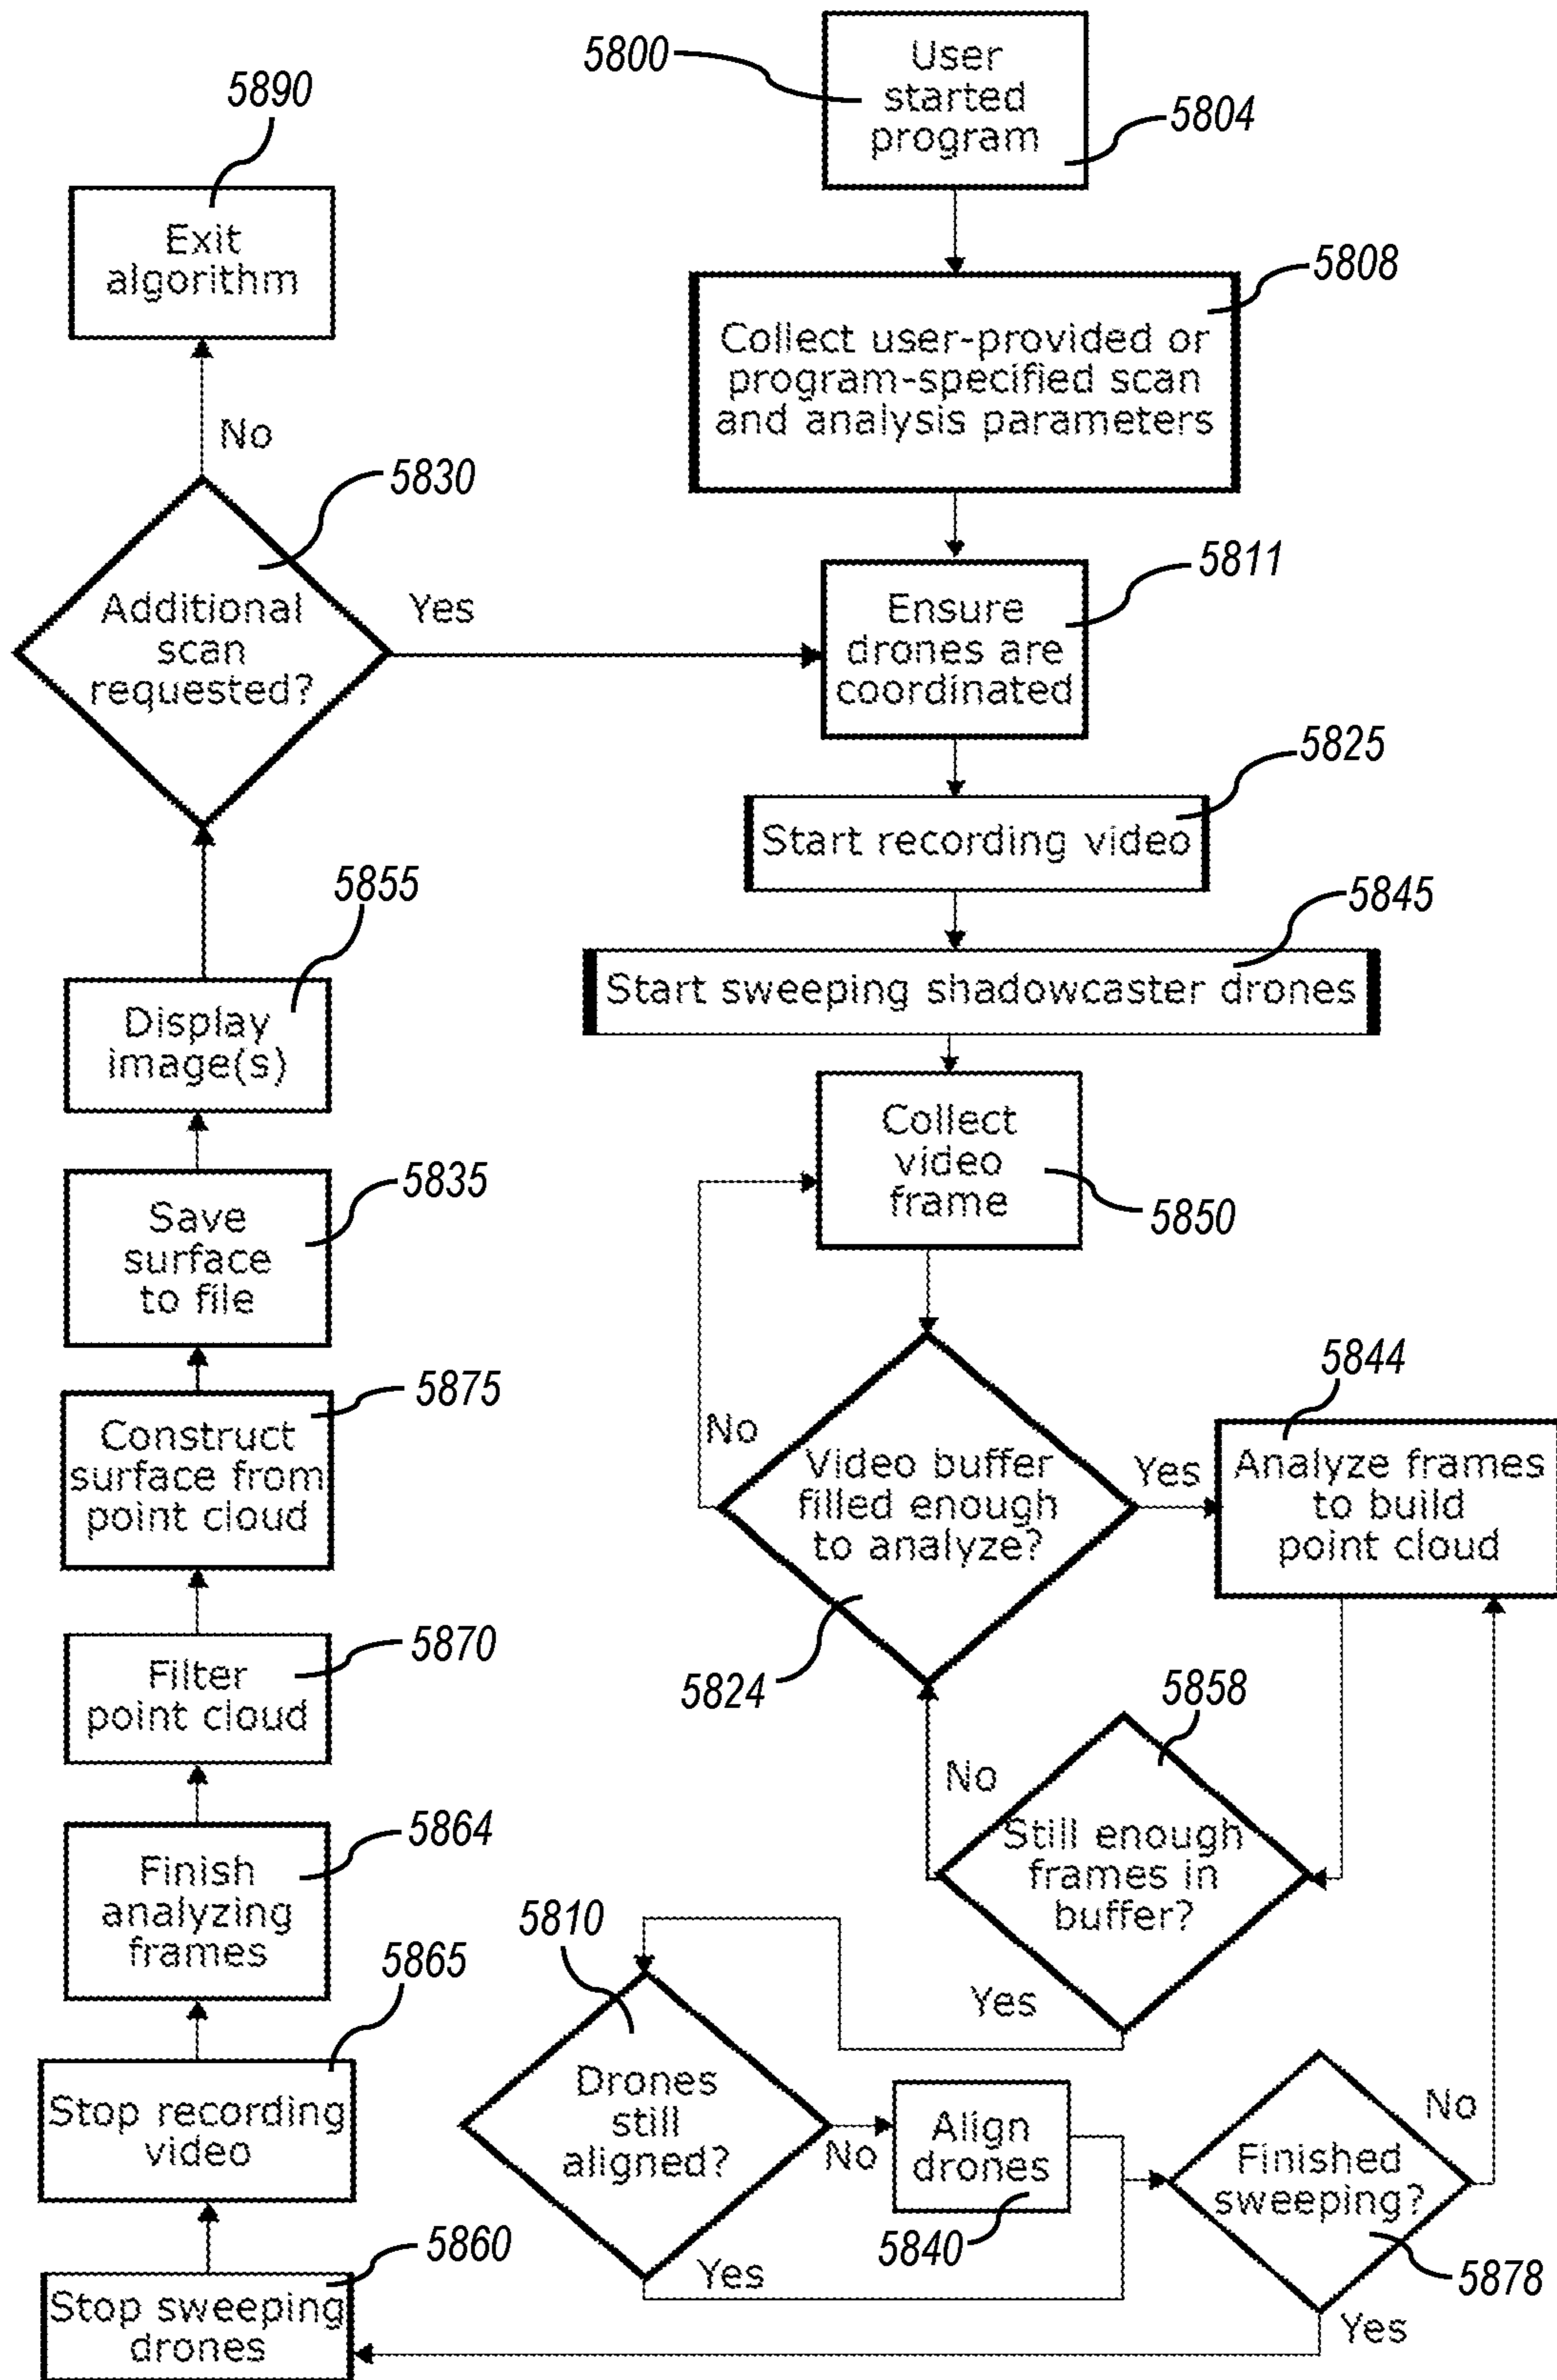 5800
User
started
program
5804
5808
Collect user-provided or
program-specified scan
and analysis parameters
5811
Ensure
drones are
coordinated
5825
Start recording video
5845
Start sweeping shadowcaster drones
Collect
video
frame
5850
No
Video buffer
filled enough
to analyze?
5824
Yes
5844
Analyze frames
to build
point cloud
5858
No
Still enough
frames in
buffer?
Yes
5810
Drones
still
aligned?
No
Yes
Align
drones
5840
Finished
sweeping?
5878
No
Yes
5860
Stop sweeping
drones
5865
Stop recording
video
5864
Finish
analyzing
frames
5870
Filter
point cloud
5875
Construct
surface from
point cloud
5835
Save
surface
to file
5855
Display
image(s)
5830
Additional
scan
requested?
Yes
No
5890
Exit
algorithm